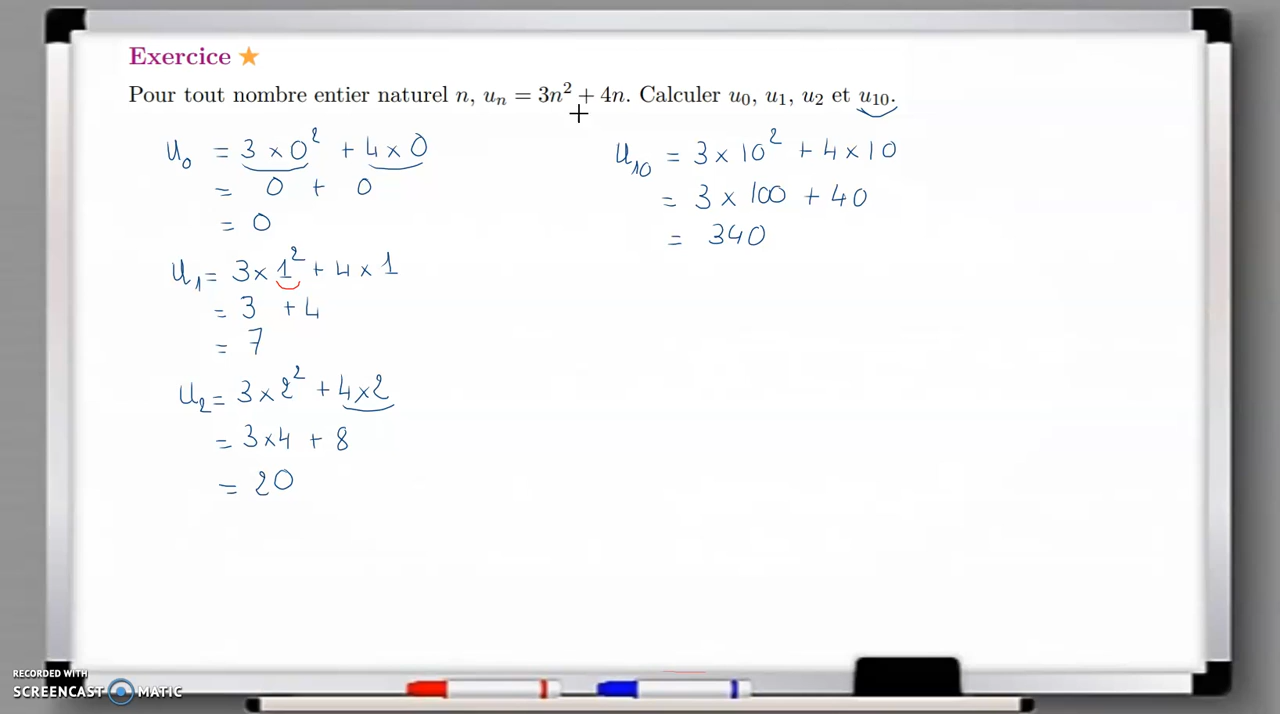 Exercice ★
Pour tout nombre entier naturel n, uₙ = 3n² + 4n. Calculer u₀, u₁, u₂ et u₁₀.
U₀ = 3 × 0² + 4 × 0
= 0 + 0
= 0
U₁ = 3 × 1² + 4 × 1
= 3 + 4
= 7
U₂ = 3 × 2² + 4 × 2
= 3 × 4 + 8
= 20
U₁₀ = 3 × 10² + 4 × 10
= 3 × 100 + 40
= 340
RECORDED WITH
SCREENCAST MATIC